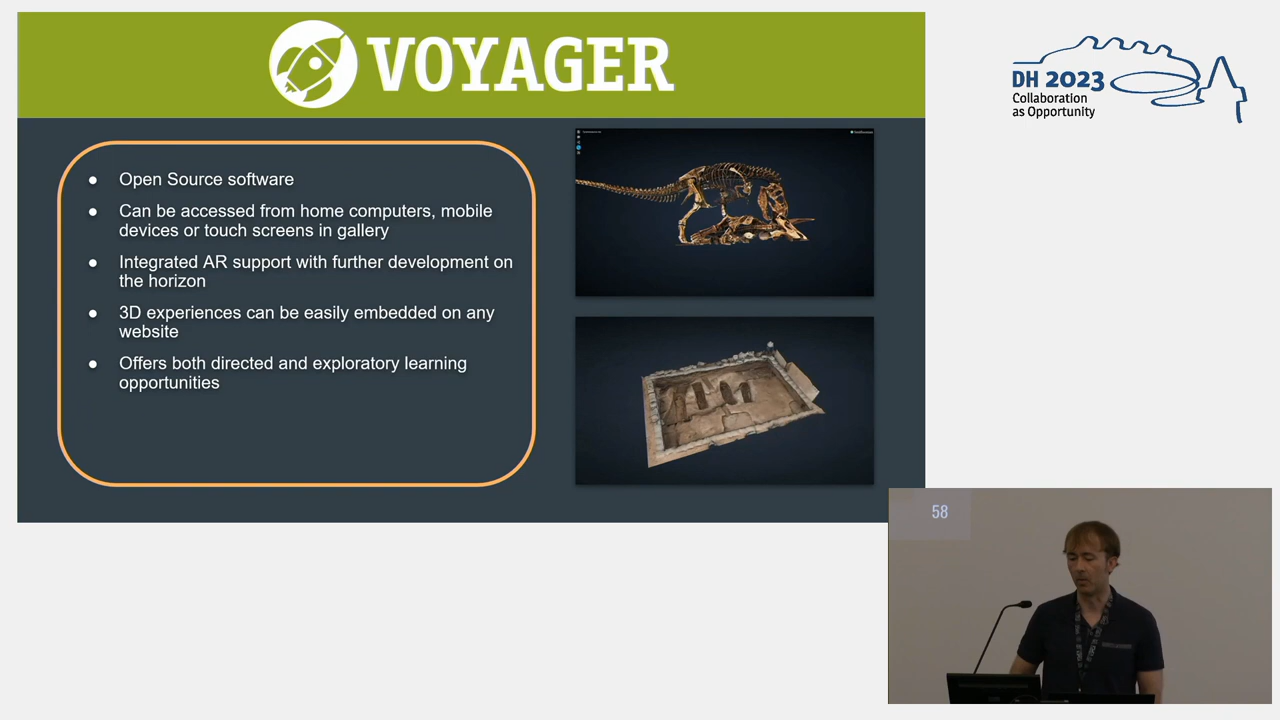 VOYAGER
● Open Source software
● Can be accessed from home computers, mobile
devices or touch screens in gallery
● Integrated AR support with further development on
the horizon
● 3D experiences can be easily embedded on any
website
● Offers both directed and exploratory learning
opportunities
DH 2023
Collaboration
as Opportunity
58